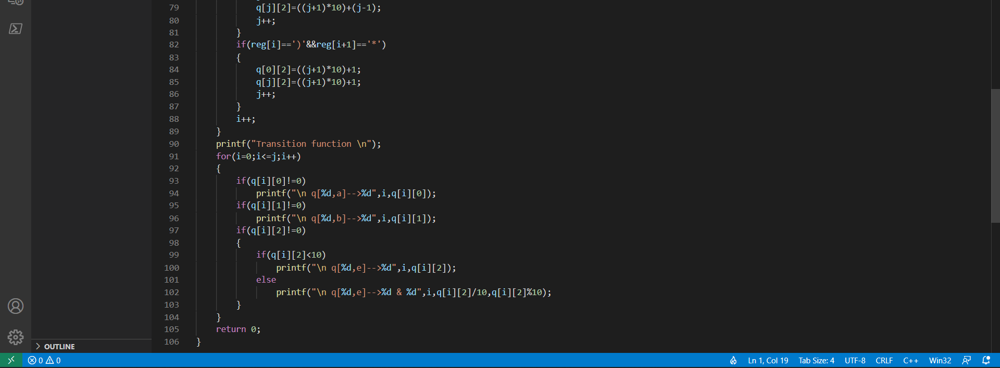 79 q[j][2]=((j+1)*10)+(j-1);
80 j++;
81 }
82 if(reg[i]==')'&&reg[i+1]=='*')
83 {
84 q[0][2]=((j+1)*10)+1;
85 q[j][2]=((j+1)*10)+1;
86 j++;
87 }
88 i++;
89 }
90 printf("Transition function \n");
91 for(i=0;i<=j;i++)
92 {
93 if(q[i][0]!=0)
94 printf("\n q[%d,a]-->%d",i,q[i][0]);
95 if(q[i][1]!=0)
96 printf("\n q[%d,b]-->%d",i,q[i][1]);
97 if(q[i][2]!=0)
98 {
99 if(q[i][2]<10)
100 printf("\n q[%d,e]-->%d",i,q[i][2]);
101 else
102 printf("\n q[%d,e]-->%d & %d",i,q[i][2]/10,q[i][2]%10);
103 }
104 }
105 return 0;
106 }
OUTLINE
0 0 Ln 1, Col 19 Tab Size: 4 UTF-8 CRLF C++ Win32